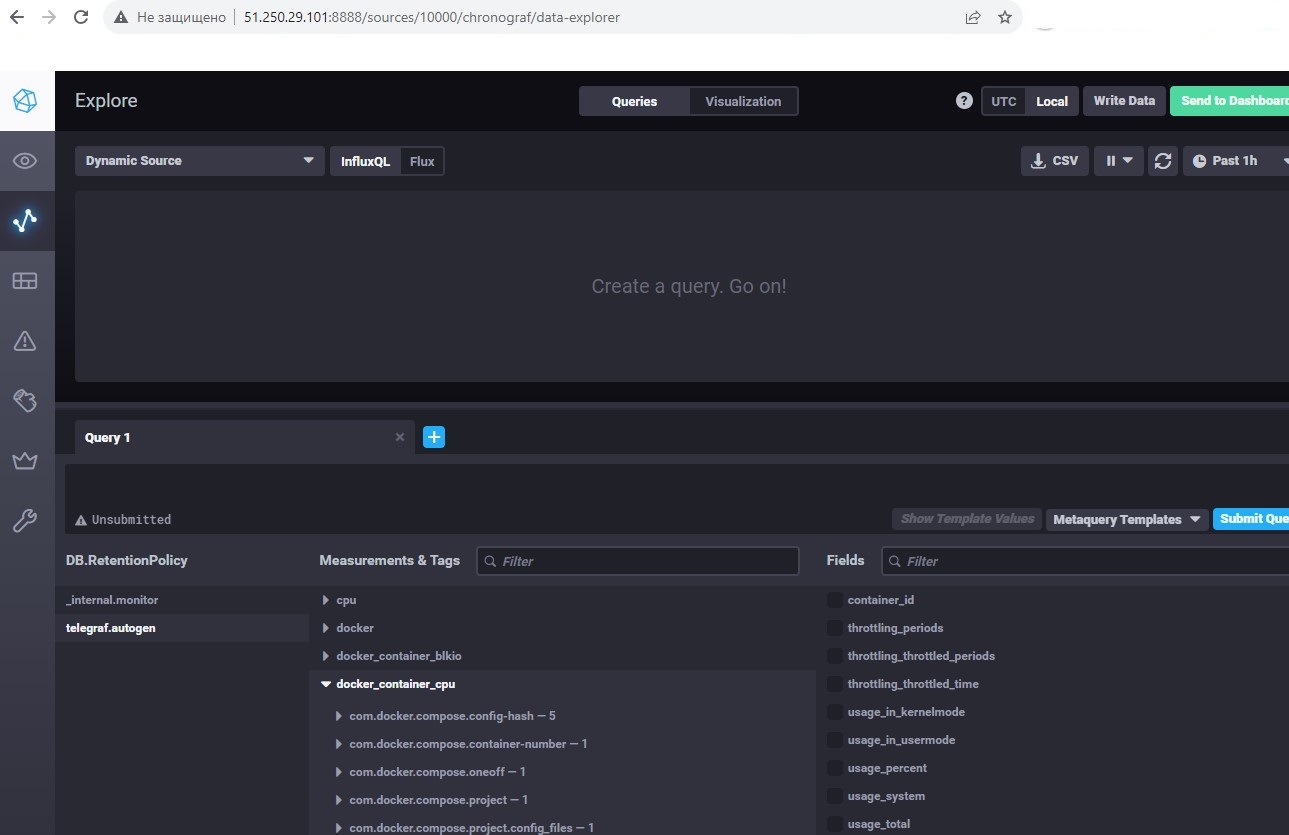 Не защищено 51.250.29.101:8888/sources/10000/chronograf/data-explorer
Explore Queries Visualization ? UTC Local Write Data Send to Dashboard
Dynamic Source InfluxQL Flux CSV Past 1h
Create a query. Go on!
Query 1
Unsubmitted Show Template Values Metaquery Templates Submit Que
DB.RetentionPolicy Measurements & Tags Filter Fields Filter
_internal.monitor cpu container_id
telegraf.autogen docker throttling_periods
docker_container_blkio throttling_throttled_periods
docker_container_cpu throttling_throttled_time
com.docker.compose.config-hash — 5 usage_in_kernelmode
com.docker.compose.container-number — 1 usage_in_usermode
com.docker.compose.oneoff — 1 usage_percent
com.docker.compose.project — 1 usage_system
com.docker.compose.project.config_files — 1 usage_total